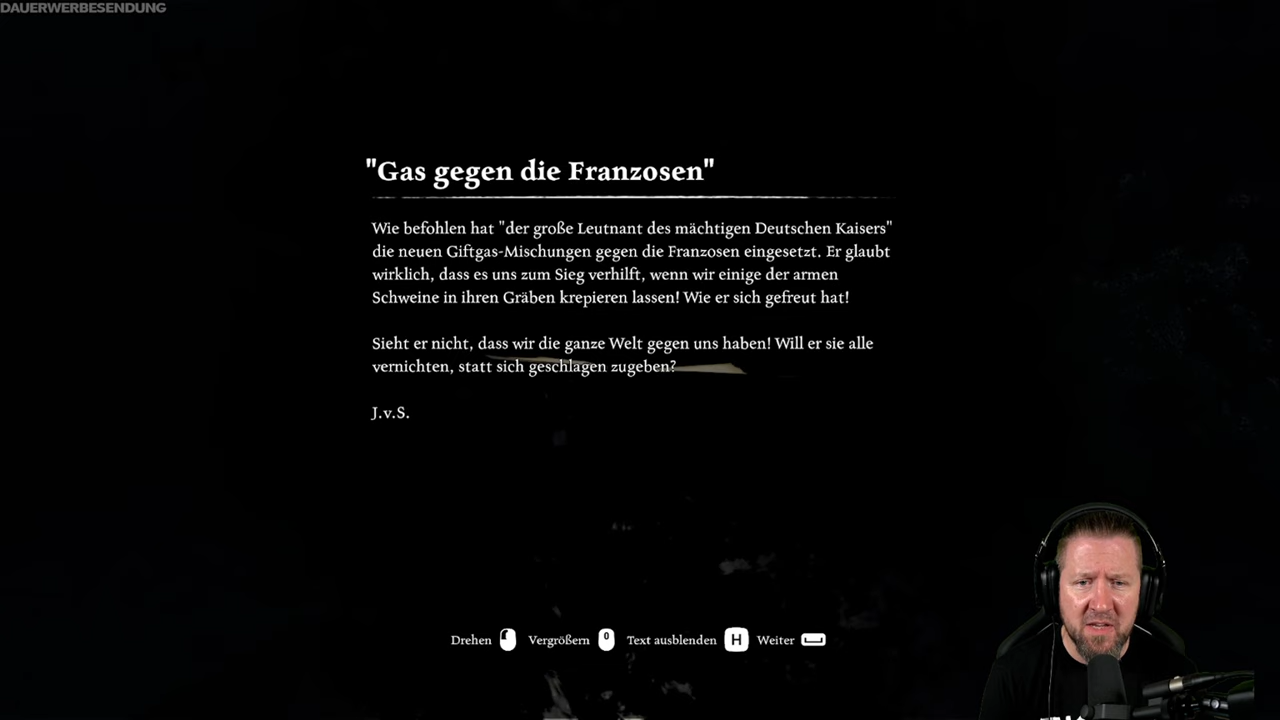 DAUERWERBESENDUNG
"Gas gegen die Franzosen"
Wie befohlen hat "der große Leutnant des mächtigen Deutschen Kaisers"
die neuen Giftgas-Mischungen gegen die Franzosen eingesetzt. Er glaubt
wirklich, dass es uns zum Sieg verhilft, wenn wir einige der armen
Schweine in ihren Gräben krepieren lassen! Wie er sich gefreut hat!
Sieht er nicht, dass wir die ganze Welt gegen uns haben! Will er sie alle
vernichten, statt sich geschlagen zugeben?
J.v.S.
Drehen Vergrößern Text ausblenden H Weiter